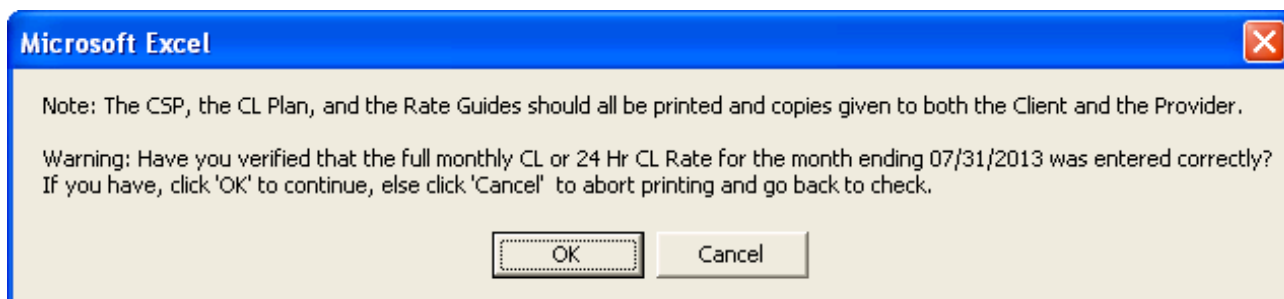 Microsoft Excel
Note: The CSP, the CL Plan, and the Rate Guides should all be printed and copies given to both the Client and the Provider.
Warning: Have you verified that the full monthly CL or 24 Hr CL Rate for the month ending 07/31/2013 was entered correctly?
If you have, click 'OK' to continue, else click 'Cancel'  to abort printing and go back to check.
OK
Cancel